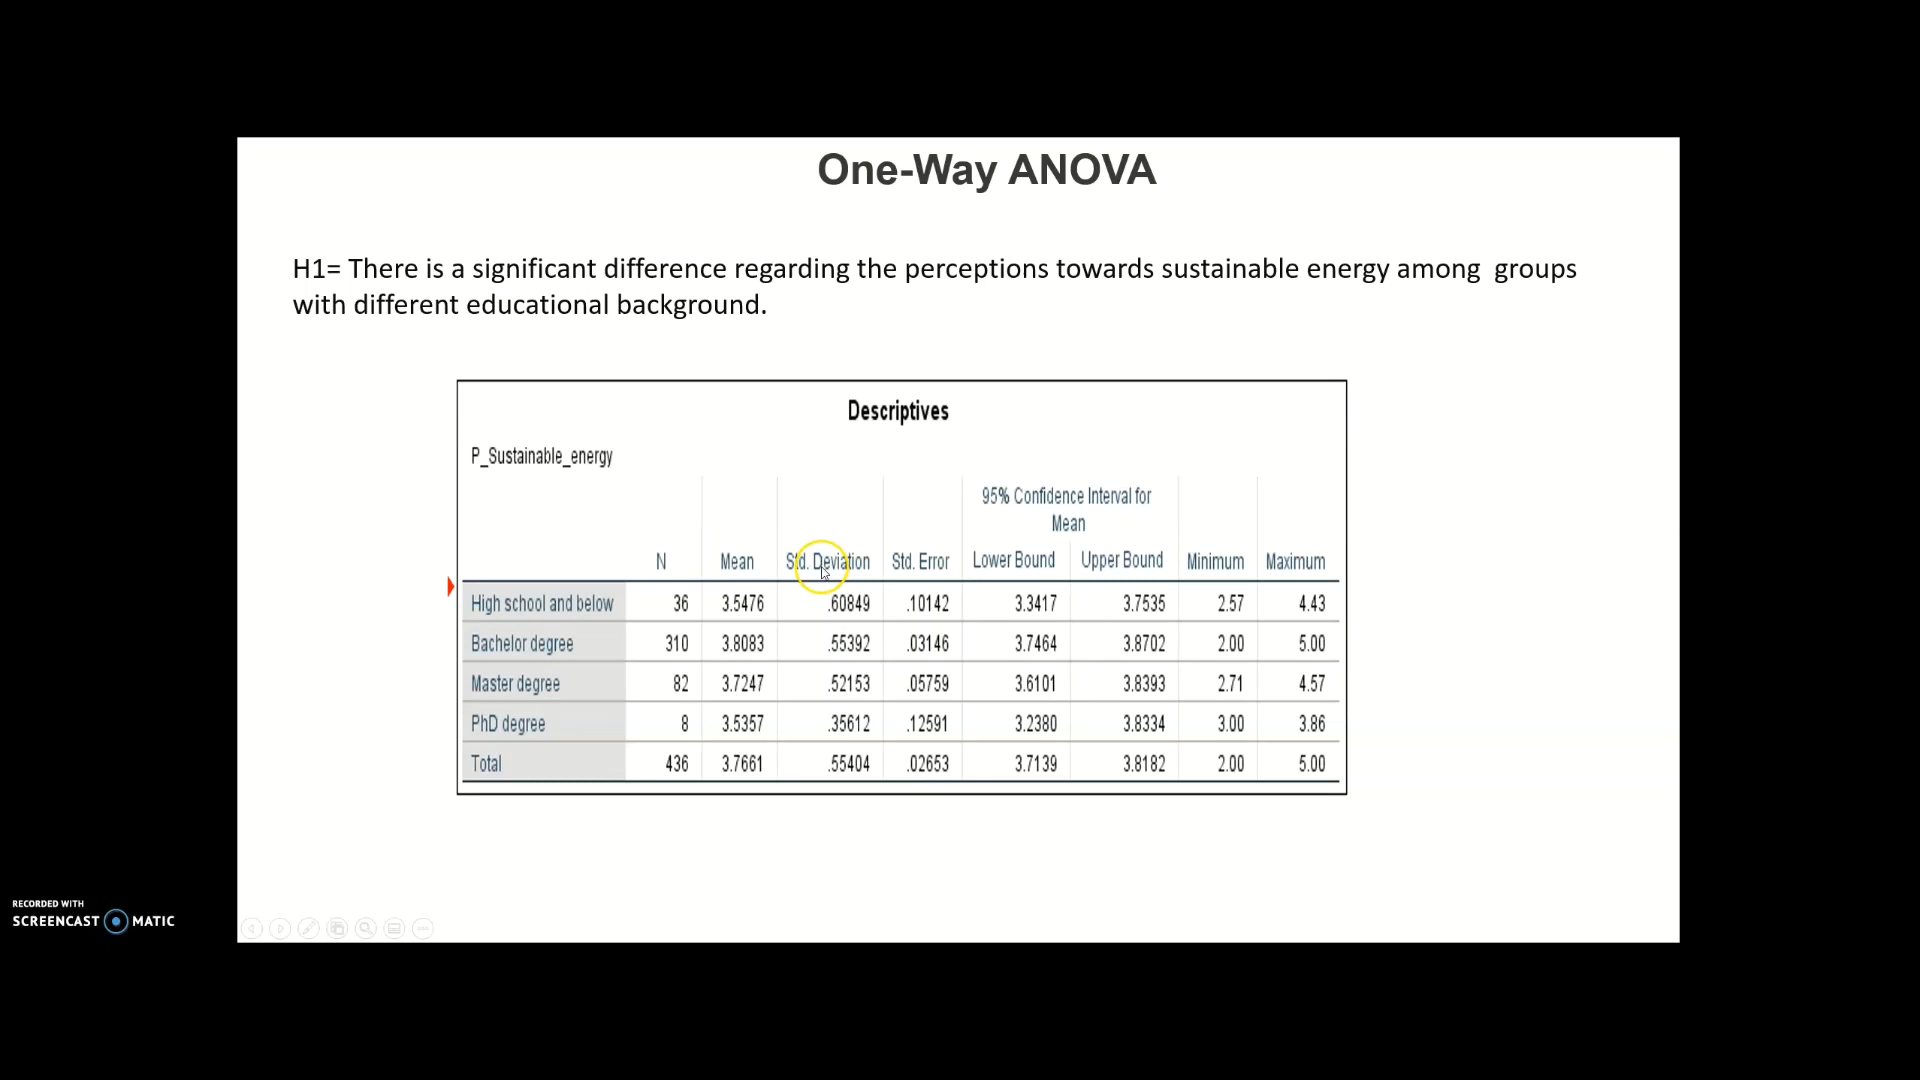 One-Way ANOVA
H1= There is a significant difference regarding the perceptions towards sustainable energy among groups
with different educational background.
Descriptives
P_Sustainable_energy
95% Confidence Interval for
Mean
N Mean Std. Deviation Std. Error Lower Bound Upper Bound Minimum Maximum
High school and below 36 3.5476 .60849 .10142 3.3417 3.7535 2.57 4.43
Bachelor degree 310 3.8083 .55392 .03146 3.7464 3.8702 2.00 5.00
Master degree 82 3.7247 .52153 .05759 3.6101 3.8393 2.71 4.57
PhD degree 8 3.5357 .35612 .12591 3.2380 3.8334 3.00 3.86
Total 436 3.7661 .55404 .02653 3.7139 3.8182 2.00 5.00
RECORDED WITH
SCREENCAST MATIC